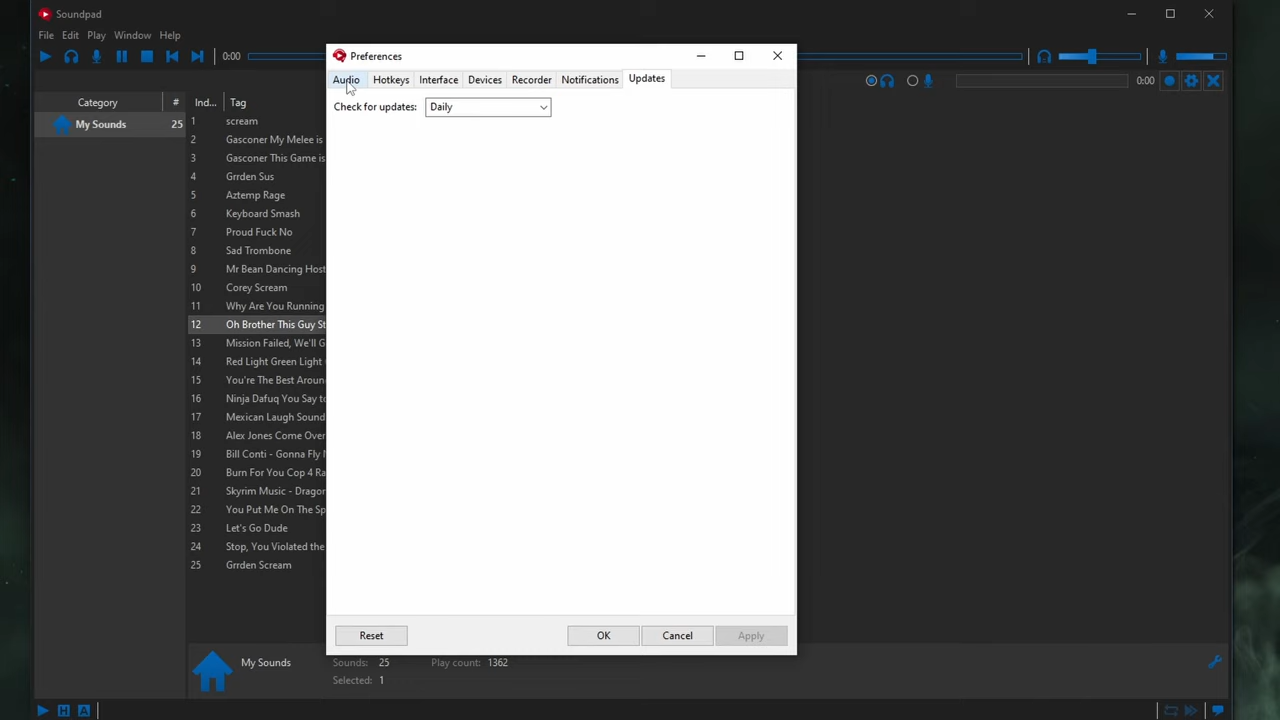 Soundpad
File Edit Play Window Help
0:00
0:00
Category #
My Sounds 25
Ind... Tag
1 scream
2 Gasconer My Melee is
3 Gasconer This Game is
4 Grrden Sus
5 Aztemp Rage
6 Keyboard Smash
7 Proud Fuck No
8 Sad Trombone
9 Mr Bean Dancing Host
10 Corey Scream
11 Why Are You Running
12 Oh Brother This Guy St
13 Mission Failed, We'll G
14 Red Light Green Light
15 You're The Best Aroun
16 Ninja Dafuq You Say to
17 Mexican Laugh Sound
18 Alex Jones Come Over
19 Bill Conti - Gonna Fly N
20 Burn For You Cop 4 Ra
21 Skyrim Music - Dragon
22 You Put Me On The Sp
23 Let's Go Dude
24 Stop, You Violated the
25 Grrden Scream
Preferences
Audio Hotkeys Interface Devices Recorder Notifications Updates
Check for updates: Daily
Reset OK Cancel Apply
My Sounds Sounds: 25 Play count: 1362
Selected: 1
H A